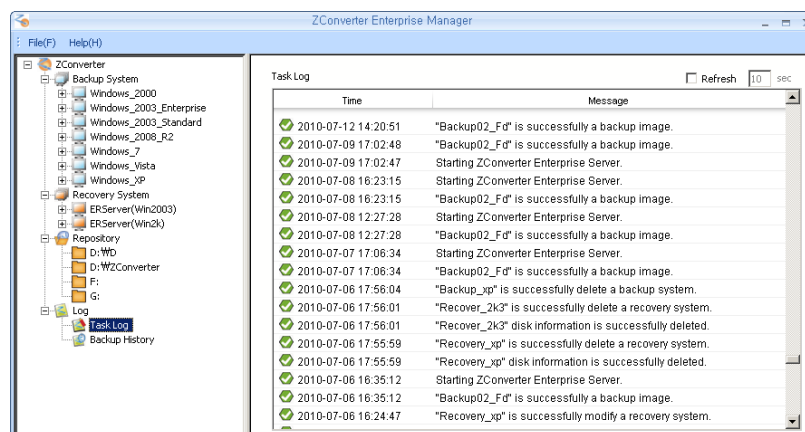 ZConverter Enterprise Manager
File(F) Help(H)
ZConverter
Backup System
Windows_2000
Windows_2003_Enterprise
Windows_2003_Standard
Windows_2008_R2
Windows_7
Windows_Vista
Windows_XP
Recovery System
ERServer(Win2003)
ERServer(Win2k)
Repository
D:₩D
D:₩ZConverter
F:
G:
Log
Task Log
Backup History
Task Log
Refresh 10 sec
Time Message
2010-07-12 14:20:51 "Backup02_Fd" is successfully a backup image.
2010-07-09 17:02:48 "Backup02_Fd" is successfully a backup image.
2010-07-09 17:02:47 Starting ZConverter Enterprise Server.
2010-07-08 16:23:15 Starting ZConverter Enterprise Server.
2010-07-08 16:23:15 "Backup02_Fd" is successfully a backup image.
2010-07-08 12:27:28 Starting ZConverter Enterprise Server.
2010-07-08 12:27:28 "Backup02_Fd" is successfully a backup image.
2010-07-07 17:06:34 Starting ZConverter Enterprise Server.
2010-07-07 17:06:34 "Backup02_Fd" is successfully a backup image.
2010-07-06 17:56:04 "Backup_xp" is successfully delete a backup system.
2010-07-06 17:56:01 "Recover_2k3" is successfully delete a recovery system.
2010-07-06 17:56:01 "Recover_2k3" disk information is successfully deleted.
2010-07-06 17:55:59 "Recovery_xp" is successfully delete a recovery system.
2010-07-06 17:55:59 "Recovery_xp" disk information is successfully deleted.
2010-07-06 16:35:12 Starting ZConverter Enterprise Server.
2010-07-06 16:35:12 "Backup02_Fd" is successfully a backup image.
2010-07-06 16:24:47 "Recovery_xp" is successfully modify a recovery system.